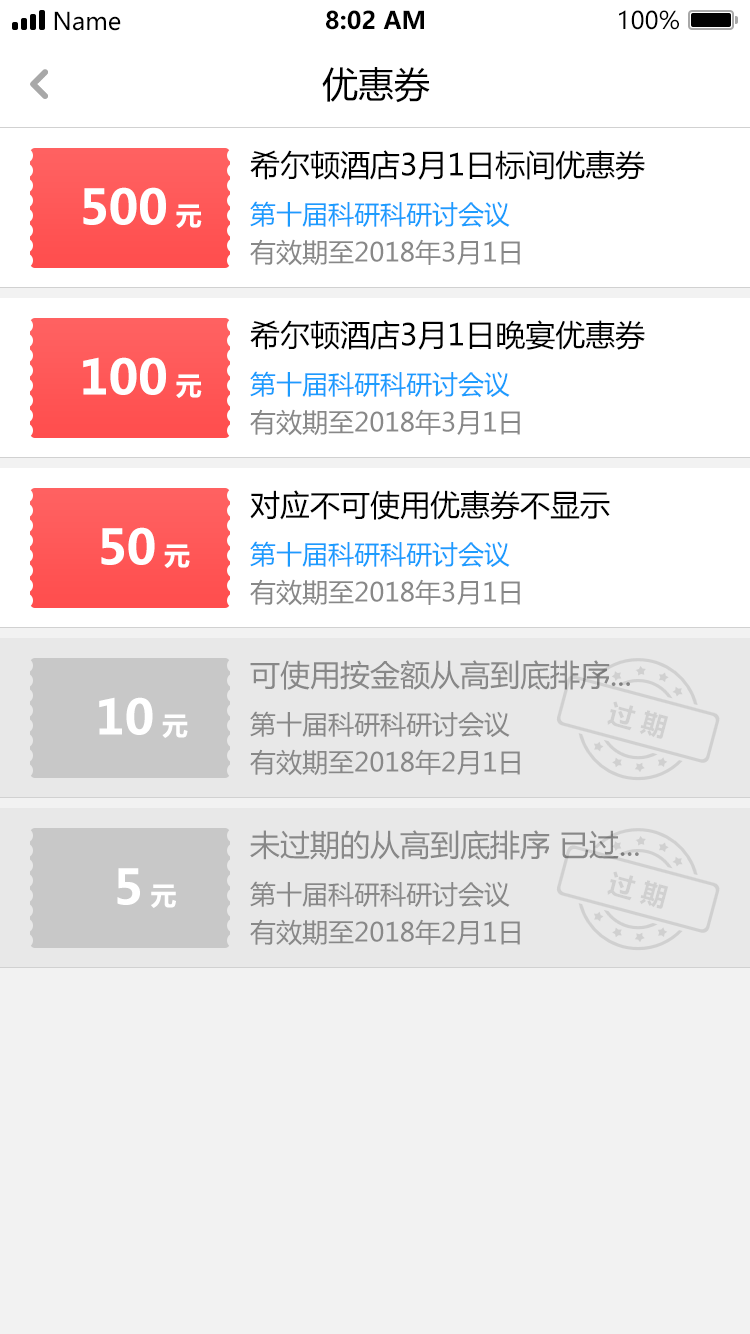 Name 8:02 AM 100%
优惠券
500元
希尔顿酒店3月1日标间优惠券
第十届科研科研讨会议
有效期至2018年3月1日
100元
希尔顿酒店3月1日晚宴优惠券
第十届科研科研讨会议
有效期至2018年3月1日
50元
对应不可使用优惠券不显示
第十届科研科研讨会议
有效期至2018年3月1日
10元
可使用按金额从高到底排序...
第十届科研科研讨会议
有效期至2018年2月1日
过期
5元
未过期的从高到底排序 已过...
第十届科研科研讨会议
有效期至2018年2月1日
过期